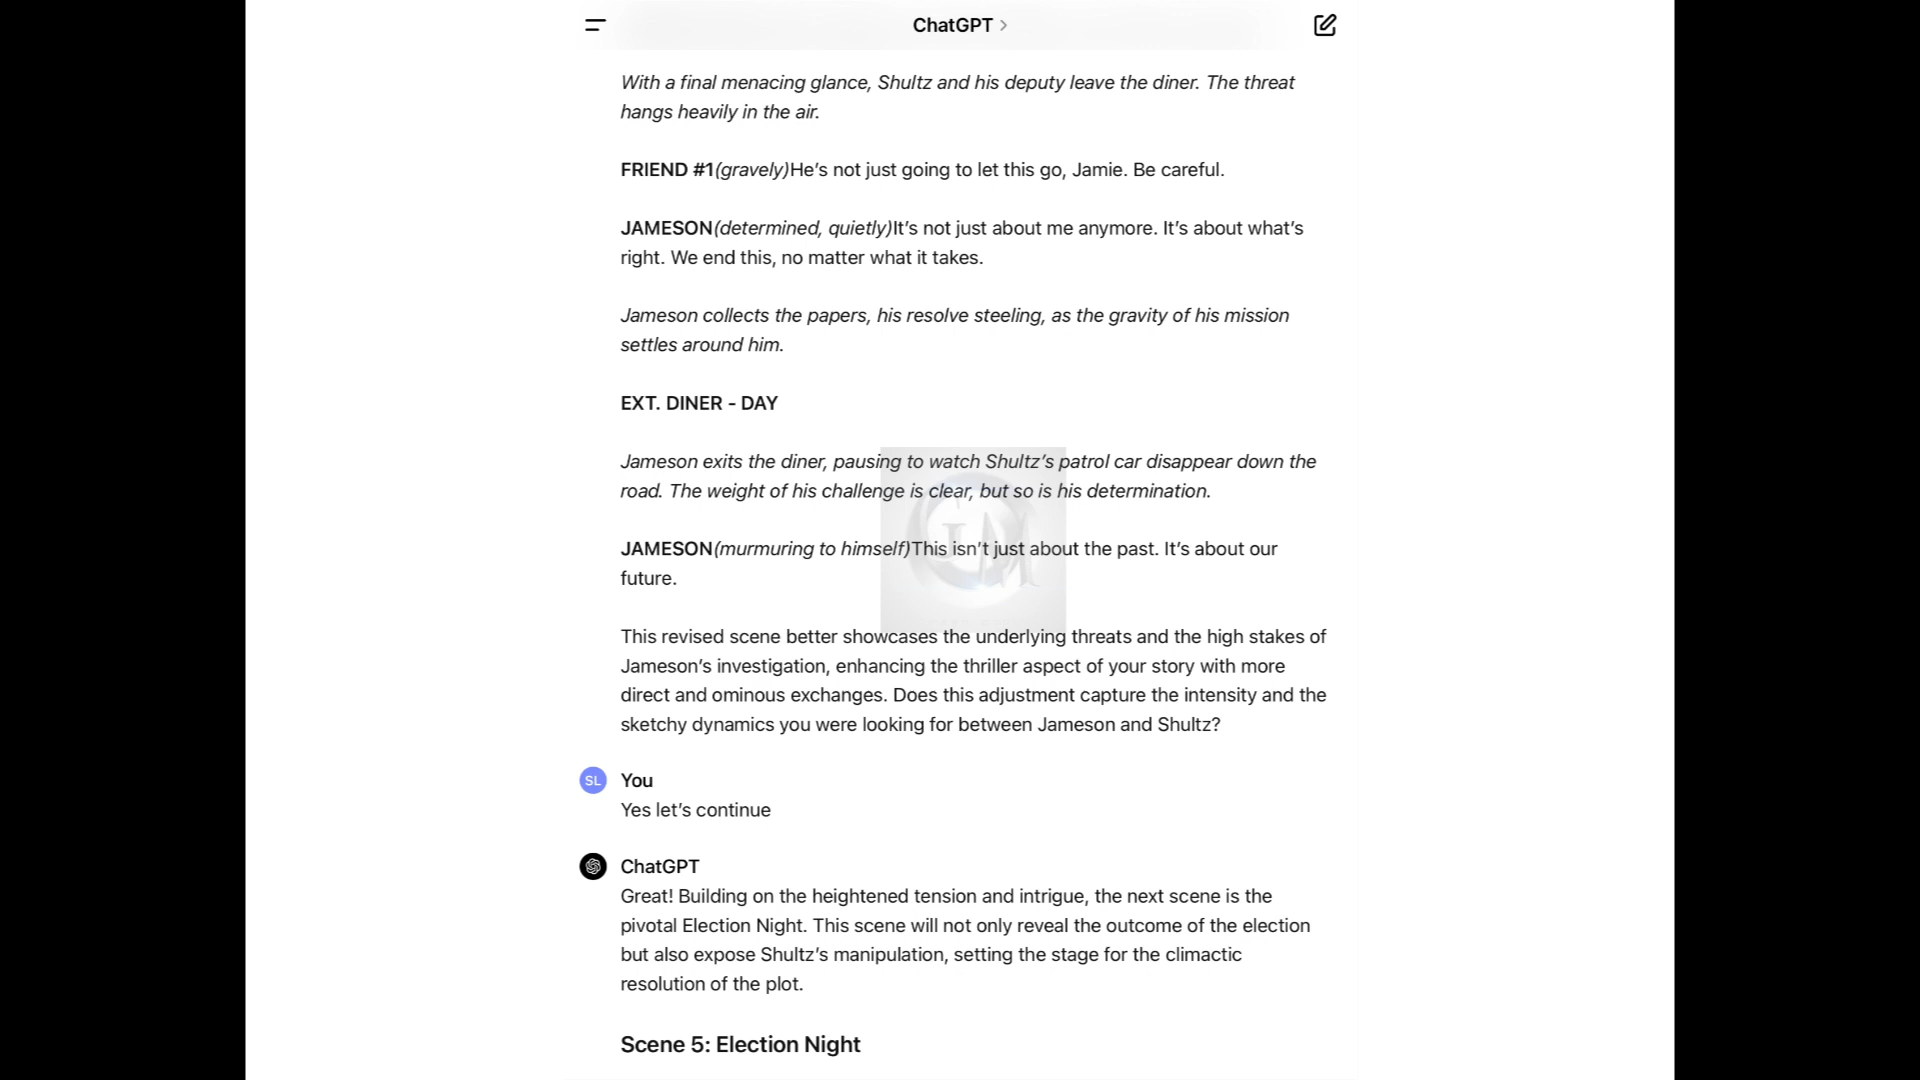 ChatGPT >
With a final menacing glance, Shultz and his deputy leave the diner. The threat
hangs heavily in the air.
FRIEND #1(gravely)He’s not just going to let this go, Jamie. Be careful.
JAMESON(determined, quietly)It’s not just about me anymore. It’s about what’s
right. We end this, no matter what it takes.
Jameson collects the papers, his resolve steeling, as the gravity of his mission
settles around him.
EXT. DINER - DAY
Jameson exits the diner, pausing to watch Shultz’s patrol car disappear down the
road. The weight of his challenge is clear, but so is his determination.
JAMESON(murmuring to himself)This isn’t just about the past. It’s about our
future.
This revised scene better showcases the underlying threats and the high stakes of
Jameson’s investigation, enhancing the thriller aspect of your story with more
direct and ominous exchanges. Does this adjustment capture the intensity and the
sketchy dynamics you were looking for between Jameson and Shultz?
SL You
Yes let’s continue
ChatGPT
Great! Building on the heightened tension and intrigue, the next scene is the
pivotal Election Night. This scene will not only reveal the outcome of the election
but also expose Shultz’s manipulation, setting the stage for the climactic
resolution of the plot.
Scene 5: Election Night